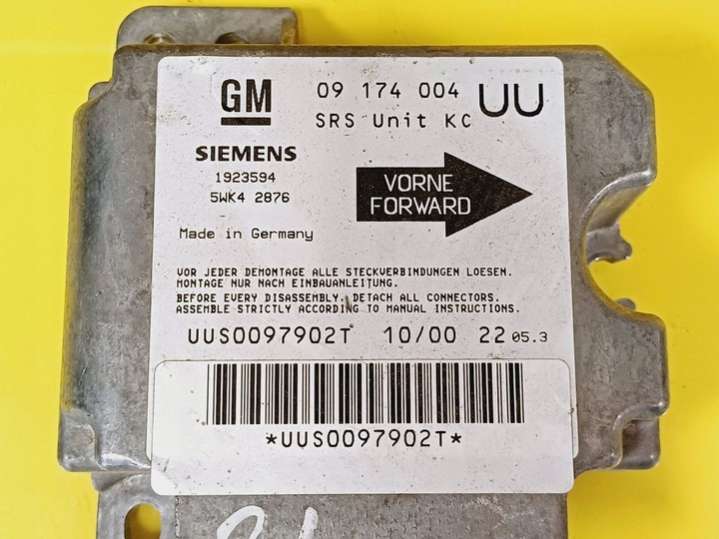 GM
09 174 004 UU
SRS Unit KC
SIEMENS
1923594
5WK4 2876
VORNE
FORWARD
Made in Germany
VOR JEDER DEMONTAGE ALLE STECKVERBINDUNGEN LOESEN.
MONTAGE NUR NACH EINBAUANLEITUNG.
BEFORE EVERY DISASSEMBLY, DETACH ALL CONNECTORS.
ASSEMBLE STRICTLY ACCORDING TO MANUAL INSTRUCTIONS.
UUS0097902T 10/00 22 05.3
*UUS0097902T*